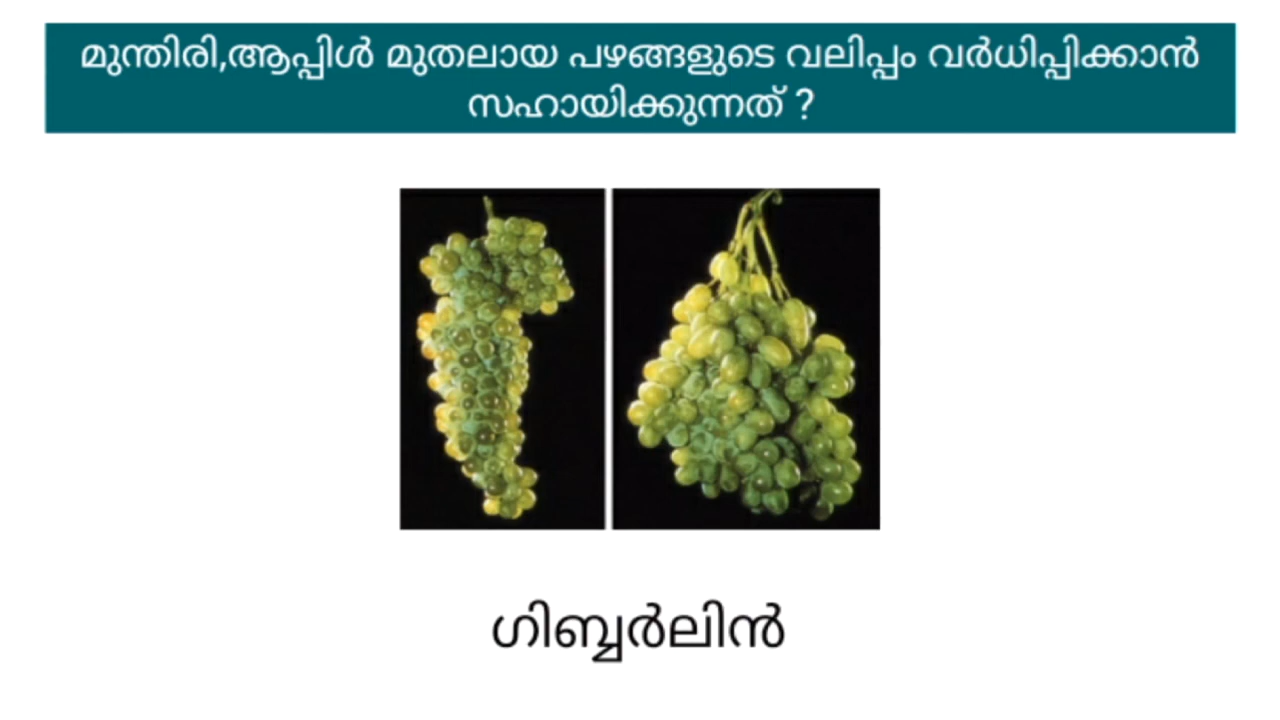 മുന്തിരി,ആപ്പിൾ മുതലായ പഴങ്ങളുടെ വലിപ്പം വർധിപ്പിക്കാൻ
സഹായിക്കുന്നത് ?
ഗിബ്ബർലിൻ